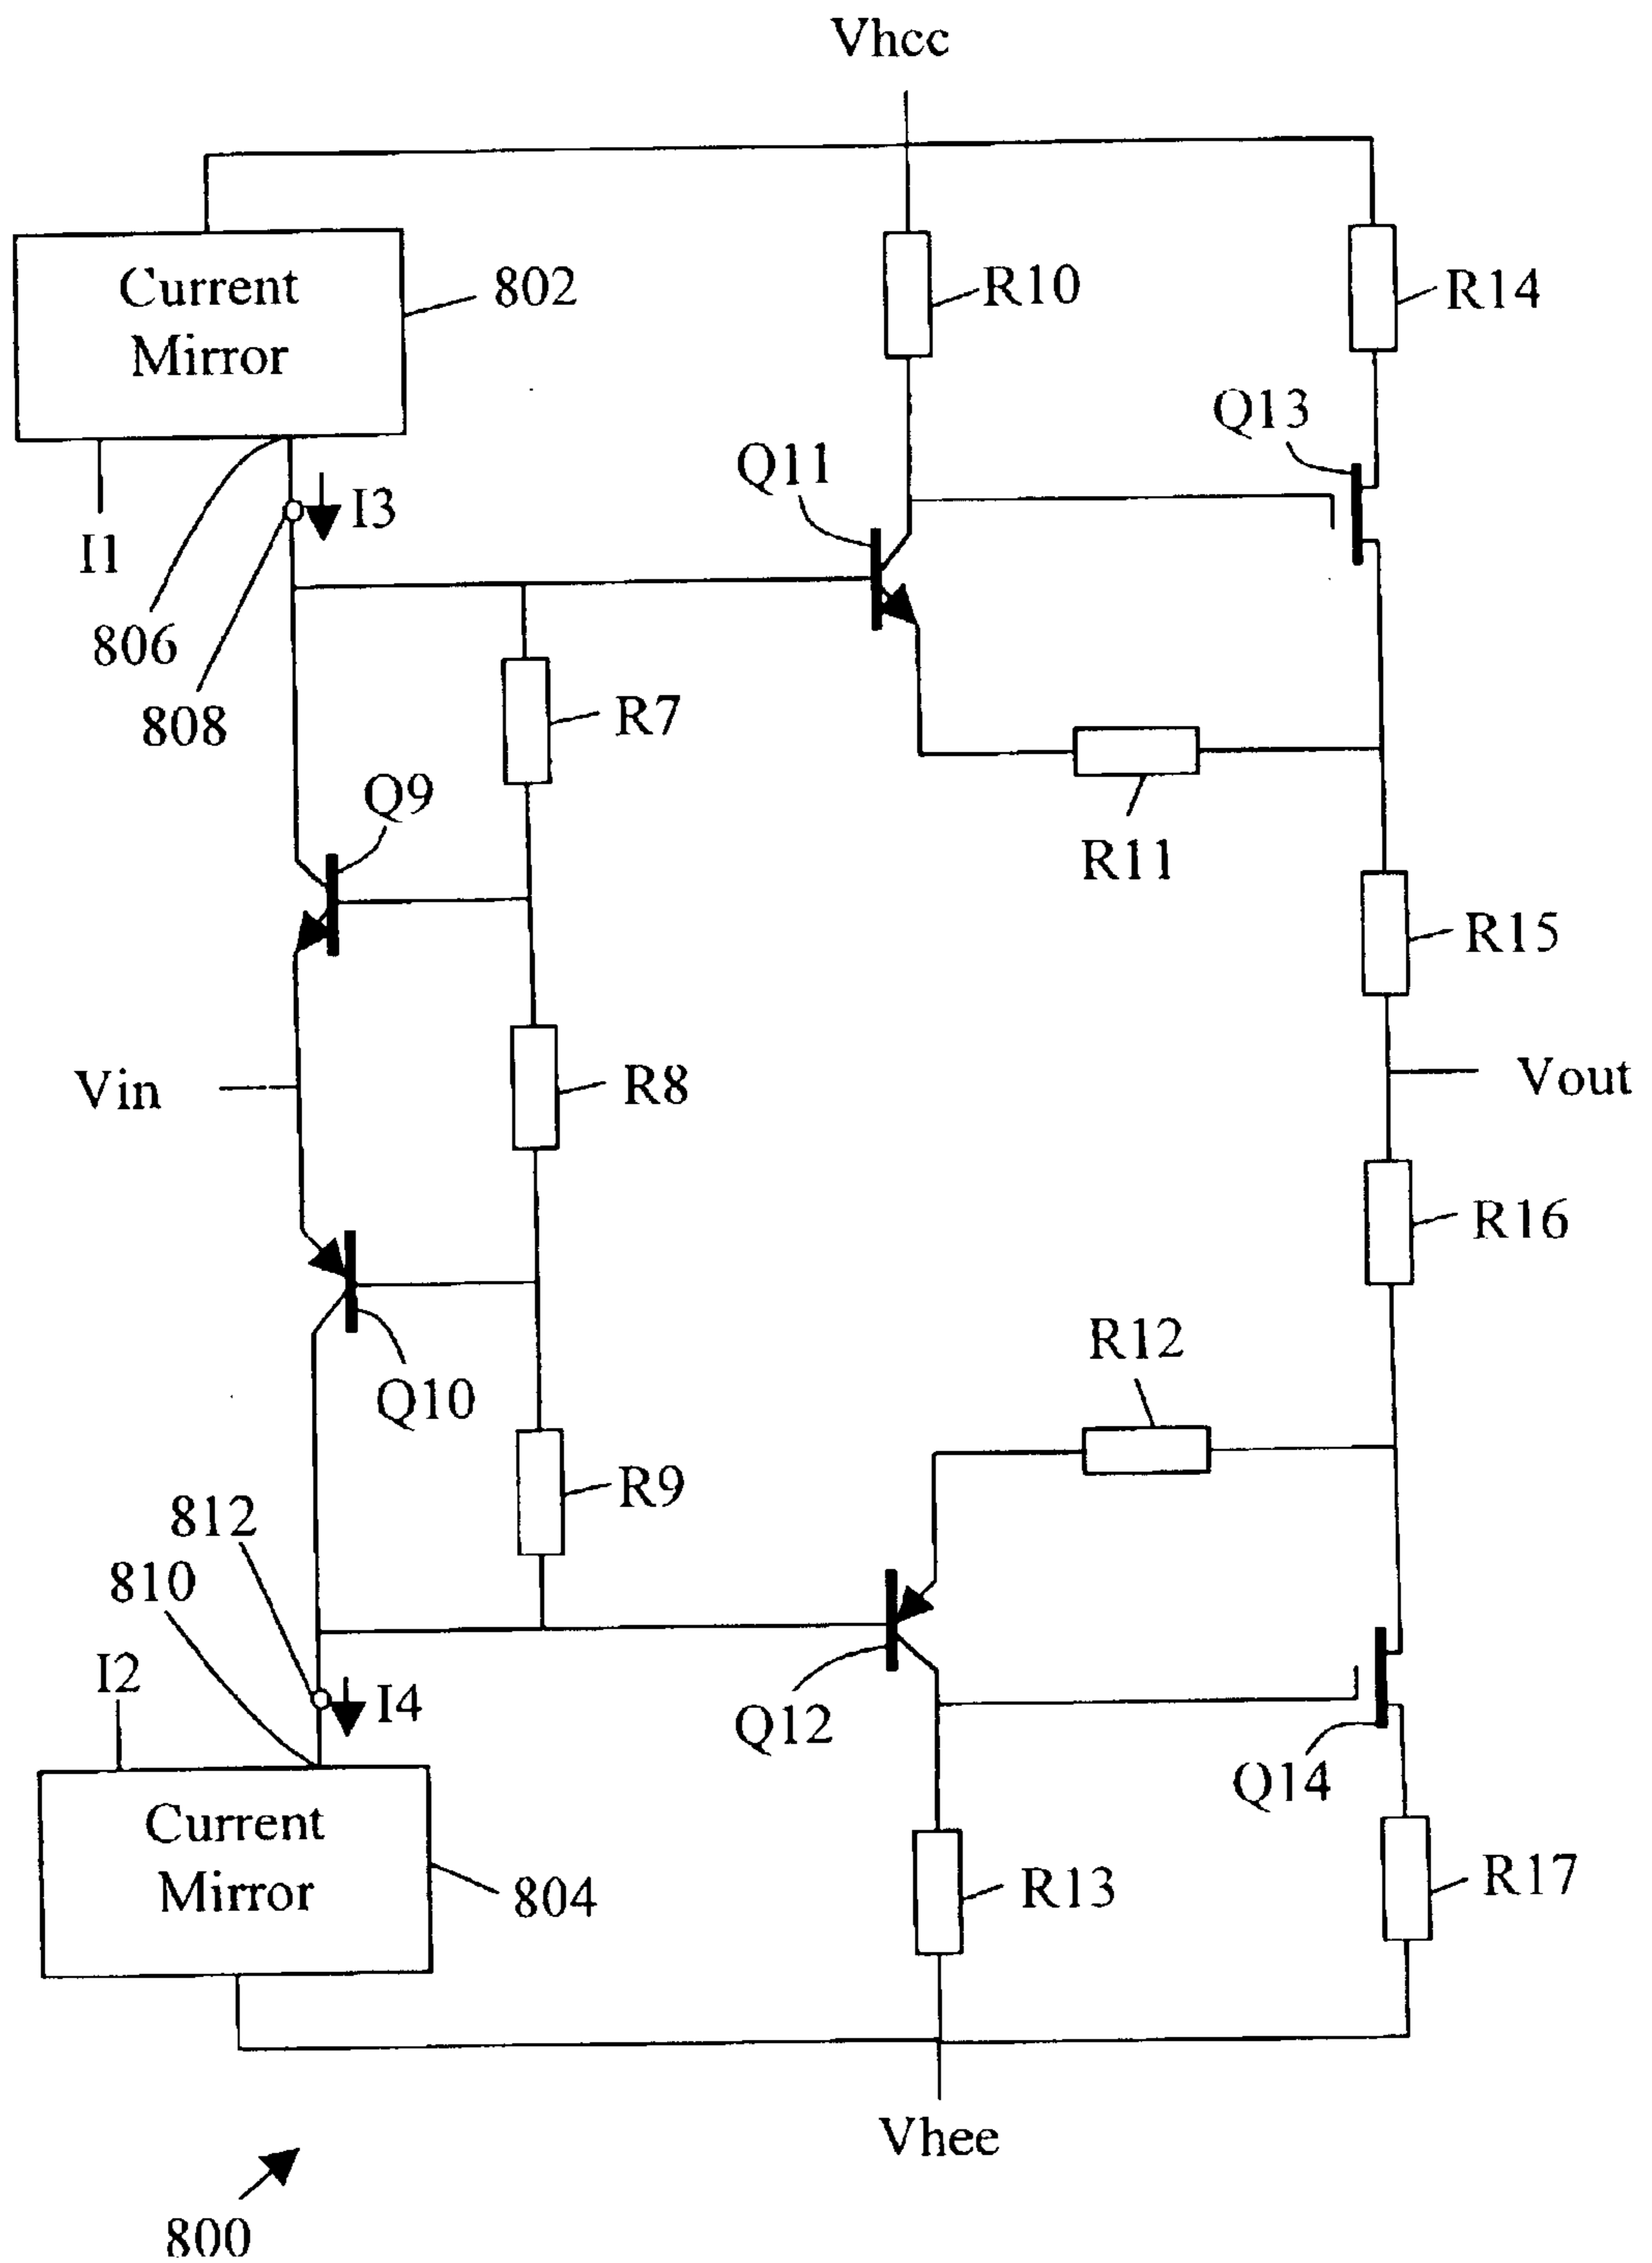 Vhcc
Current
Mirror
802
R10
R14
Q13
Q11
I3
I1
806
808
R7
Q9
R11
R15
Vin
R8
Vout
R16
R12
Q10
R9
812
810
I2
I4
Q12
Q14
Current
Mirror
804
R13
R17
Vhee
800